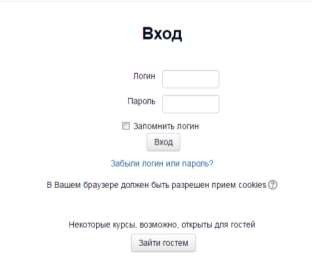 Вход
Логин
Пароль
Запомнить логин
Вход
Забыли логин или пароль?
В Вашем браузере должен быть разрешен прием cookies
Некоторые курсы, возможно, открыты для гостей
Зайти гостем